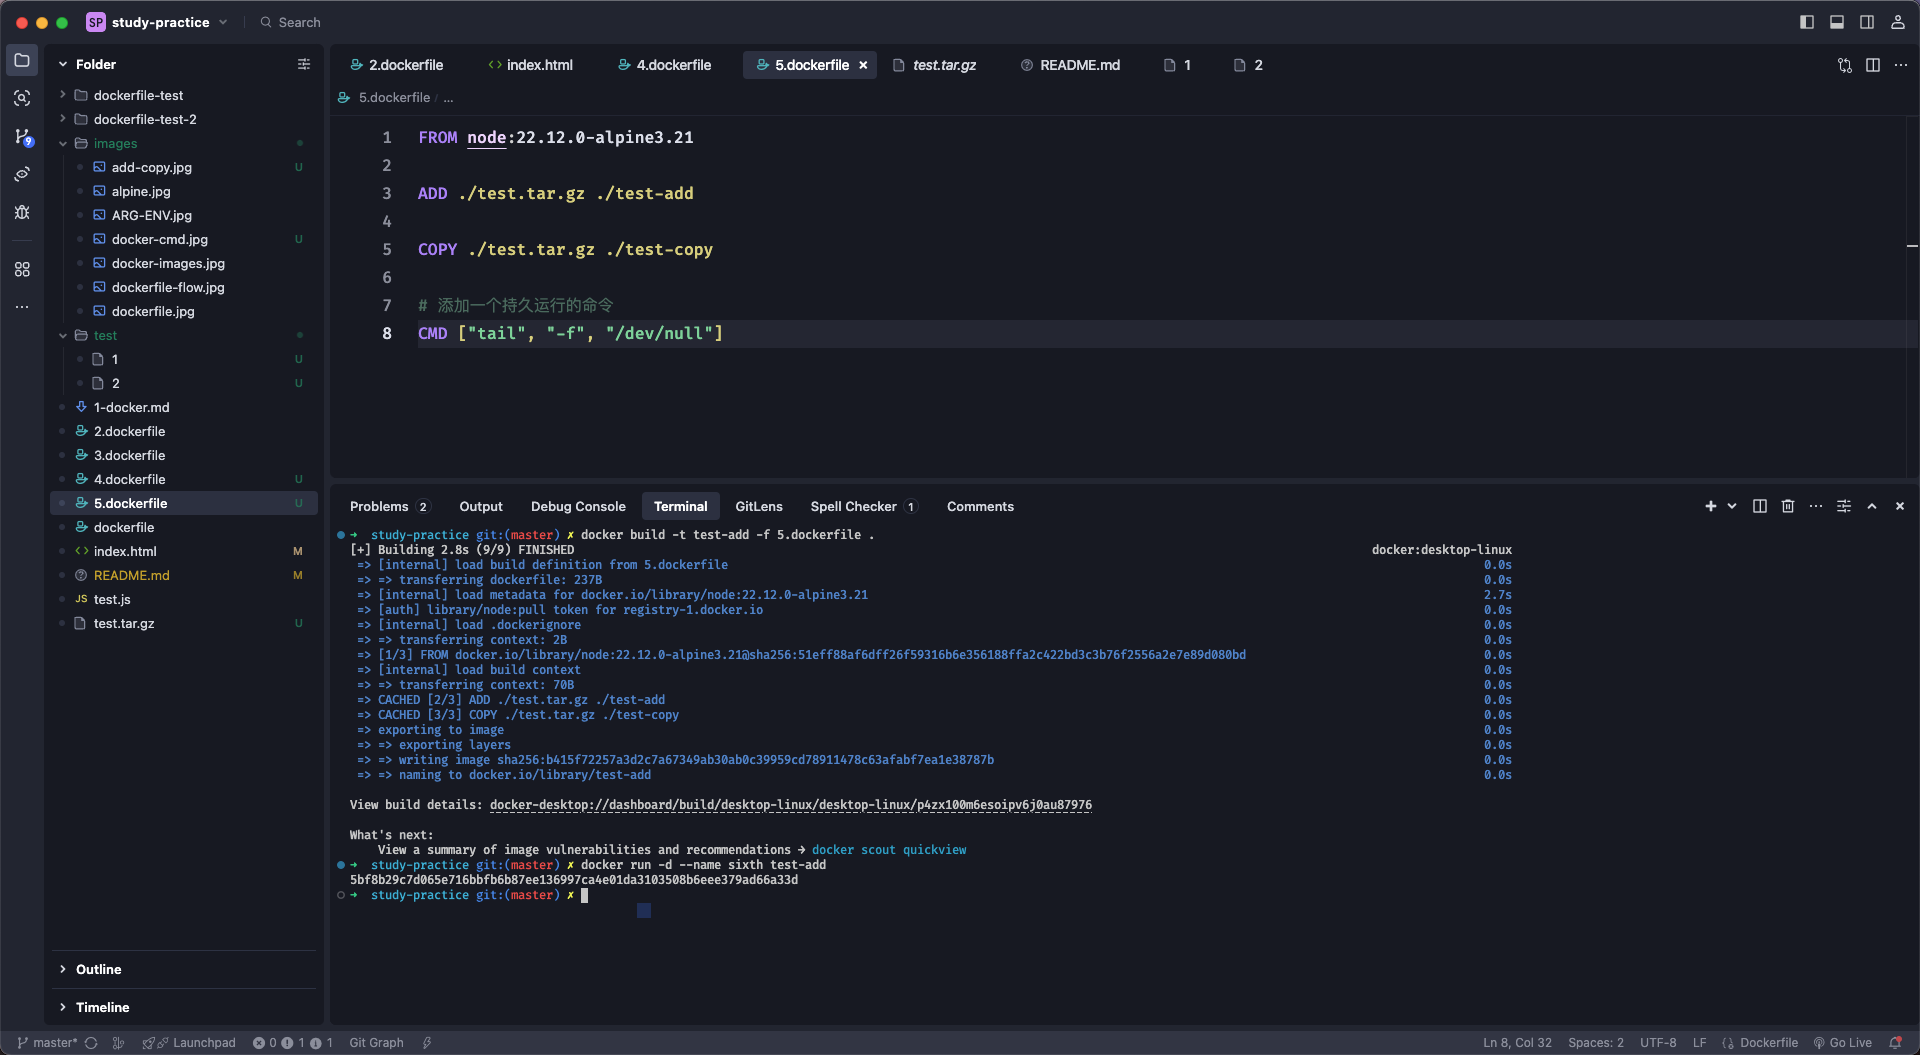 SP study-practice Search
Folder
dockerfile-test
dockerfile-test-2
images
add-copy.jpg U
alpine.jpg
ARG-ENV.jpg
docker-cmd.jpg U
docker-images.jpg
dockerfile-flow.jpg
dockerfile.jpg
test
1 U
2 U
1-docker.md
2.dockerfile
3.dockerfile
4.dockerfile U
5.dockerfile U
dockerfile
index.html M
README.md M
JS test.js
test.tar.gz U
Outline
Timeline
9
2.dockerfile index.html 4.dockerfile 5.dockerfile test.tar.gz README.md 1 2
5.dockerfile / ...
1 FROM node:22.12.0-alpine3.21
2
3 ADD ./test.tar.gz ./test-add
4
5 COPY ./test.tar.gz ./test-copy
6
7 # 添加一个持久运行的命令
8 CMD ["tail", "-f", "/dev/null"]
Problems 2 Output Debug Console Terminal GitLens Spell Checker 1 Comments
➜ study-practice git:(master) ✗ docker build -t test-add -f 5.dockerfile .
[+] Building 2.8s (9/9) FINISHED docker:desktop-linux
=> [internal] load build definition from 5.dockerfile 0.0s
=> => transferring dockerfile: 237B 0.0s
=> [internal] load metadata for docker.io/library/node:22.12.0-alpine3.21 2.7s
=> [auth] library/node:pull token for registry-1.docker.io 0.0s
=> [internal] load .dockerignore 0.0s
=> => transferring context: 2B 0.0s
=> [1/3] FROM docker.io/library/node:22.12.0-alpine3.21@sha256:51eff88af6dff26f59316b6e356188ffa2c422bd3c3b76f2556a2e7e89d080bd 0.0s
=> [internal] load build context 0.0s
=> => transferring context: 70B 0.0s
=> CACHED [2/3] ADD ./test.tar.gz ./test-add 0.0s
=> CACHED [3/3] COPY ./test.tar.gz ./test-copy 0.0s
=> exporting to image 0.0s
=> => exporting layers 0.0s
=> => writing image sha256:b415f72257a3d2c7a67349ab30ab0c39959cd78911478c63afabf7ea1e38787b 0.0s
=> => naming to docker.io/library/test-add 0.0s
View build details: docker-desktop://dashboard/build/desktop-linux/desktop-linux/p4zx100m6esoipv6j0au87976
What's next:
View a summary of image vulnerabilities and recommendations → docker scout quickview
➜ study-practice git:(master) ✗ docker run -d --name sixth test-add
5bf8b29c7d065e716bbfb6b87ee136997ca4e01da3103508b6eee379ad66a33d
➜ study-practice git:(master) ✗
master* Launchpad 0 1 1 Git Graph Ln 8, Col 32 Spaces: 2 UTF-8 LF Dockerfile Go Live